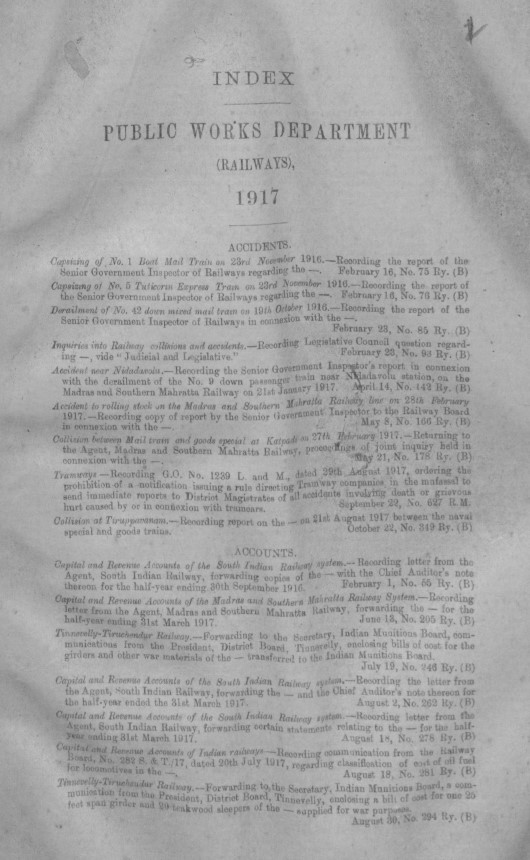 INDEX
PUBLIC WORKS DEPARTMENT
(RAILWAYS),
1917
ACCIDENTS.
Capsizing of No. 1 Boat Mail Train on 23rd November 1916.—Recording the report of the
Senior Government Inspector of Railways regarding the —. February 16, No. 75 Ry. (B)
Capsizing of No. 5 Tuticorin Express Train on 23rd November 1916.—Recording the report of
the Senior Government Inspector of Railways regarding the —. February 16, No. 76 Ry. (B)
Derailment of No. 42 down mixed mail train on 19th October 1916.—Recording the report of the
Senior Government Inspector of Railways in connexion with the —.
February 23, No. 85 Ry. (B)
Inquiries into Railway collisions and accidents.—Recording Legislative Council question regard-
ing —, vide "Judicial and Legislative." February 23, No. 93 Ry. (B)
Accident near Nidadavolu.—Recording the Senior Government Inspector's report in connexion
with the derailment of the No. 9 down passenger train near Nidadavolu station, on the
Madras and Southern Mahratta Railway on 21st January 1917. April 14, No. 142 Ry. (B)
Accident to rolling stock on the Madras and Southern Mahratta Railway line on 28th February
1917.—Recording copy of report by the Senior Government Inspector to the Railway Board
in connexion with the —. May 8, No. 166 Ry. (B)
Collision between Mail train and goods special at Katpadi on 27th February 1917.—Returning to
the Agent, Madras and Southern Mahratta Railway, proceedings of joint inquiry held in
connexion with the —. May 21, No. 178 Ry. (B)
Tramways—Recording G.O. No. 1239 L. and M., dated 29th August 1917, ordering the
prohibition of a notification issuing a rule directing Tramway companies in the mufassal to
send immediate reports to District Magistrates of all accidents involving death or grievous
hurt caused by or in connexion with tramcars. September 22, No. 627 R.M.
Collision at Tirupparanam.—Recording report on the — on 21st August 1917 between the naval
special and goods trains. October 22, No. 349 Ry. (B)
ACCOUNTS.
Capital and Revenue Accounts of the South Indian Railway system.—Recording letter from the
Agent, South Indian Railway, forwarding copies of the — with the Chief Auditor's note
thereon for the half-year ending 30th September 1916. February 1, No. 55 Ry. (B)
Capital and Revenue Accounts of the Madras and Southern Mahratta Railway System.—Recording
letter from the Agent, Madras and Southern Mahratta Railway, forwarding the — for the
half-year ending 31st March 1917. June 13, No. 205 Ry. (B)
Tinnevelly-Tiruchendur Railway.—Forwarding to the Secretary, Indian Munitions Board, com-
munications from the President, District Board, Tinnevelly, enclosing bills of cost for the
girders and other war materials of the — transferred to the Indian Munitions Board.
July 19, No. 246 Ry. (B)
Capital and Revenue Accounts of the South Indian Railway system.—Recording the letter from
the Agent, South Indian Railway, forwarding the — and the Chief Auditor's note thereon for
the half-year ended the 31st March 1917. August 2, No. 262 Ry. (B)
Capital and Revenue Accounts of the South Indian Railway system.—Recording letter from the
Agent, South Indian Railway, forwarding certain statements relating to the — for the half-
year ending 31st March 1917. August 18, No. 278 Ry. (B)
Capital and Revenue Accounts of Indian railways—Recording communication from the Railway
Board, No. 282 S. & T./17, dated 20th July 1917, regarding classification of cost of oil fuel
for locomotives in the —. August 18, No. 281 Ry. (B)
Tinnevelly-Tiruchendur Railway.—Forwarding to the Secretary, Indian Munitions Board, a com-
munication from the President, District Board, Tinnevelly, enclosing a bill of cost for one 25
feet span girder and 20 teakwood sleepers of the — supplied for war purposes.
August 30, No. 294 Ry. (B)